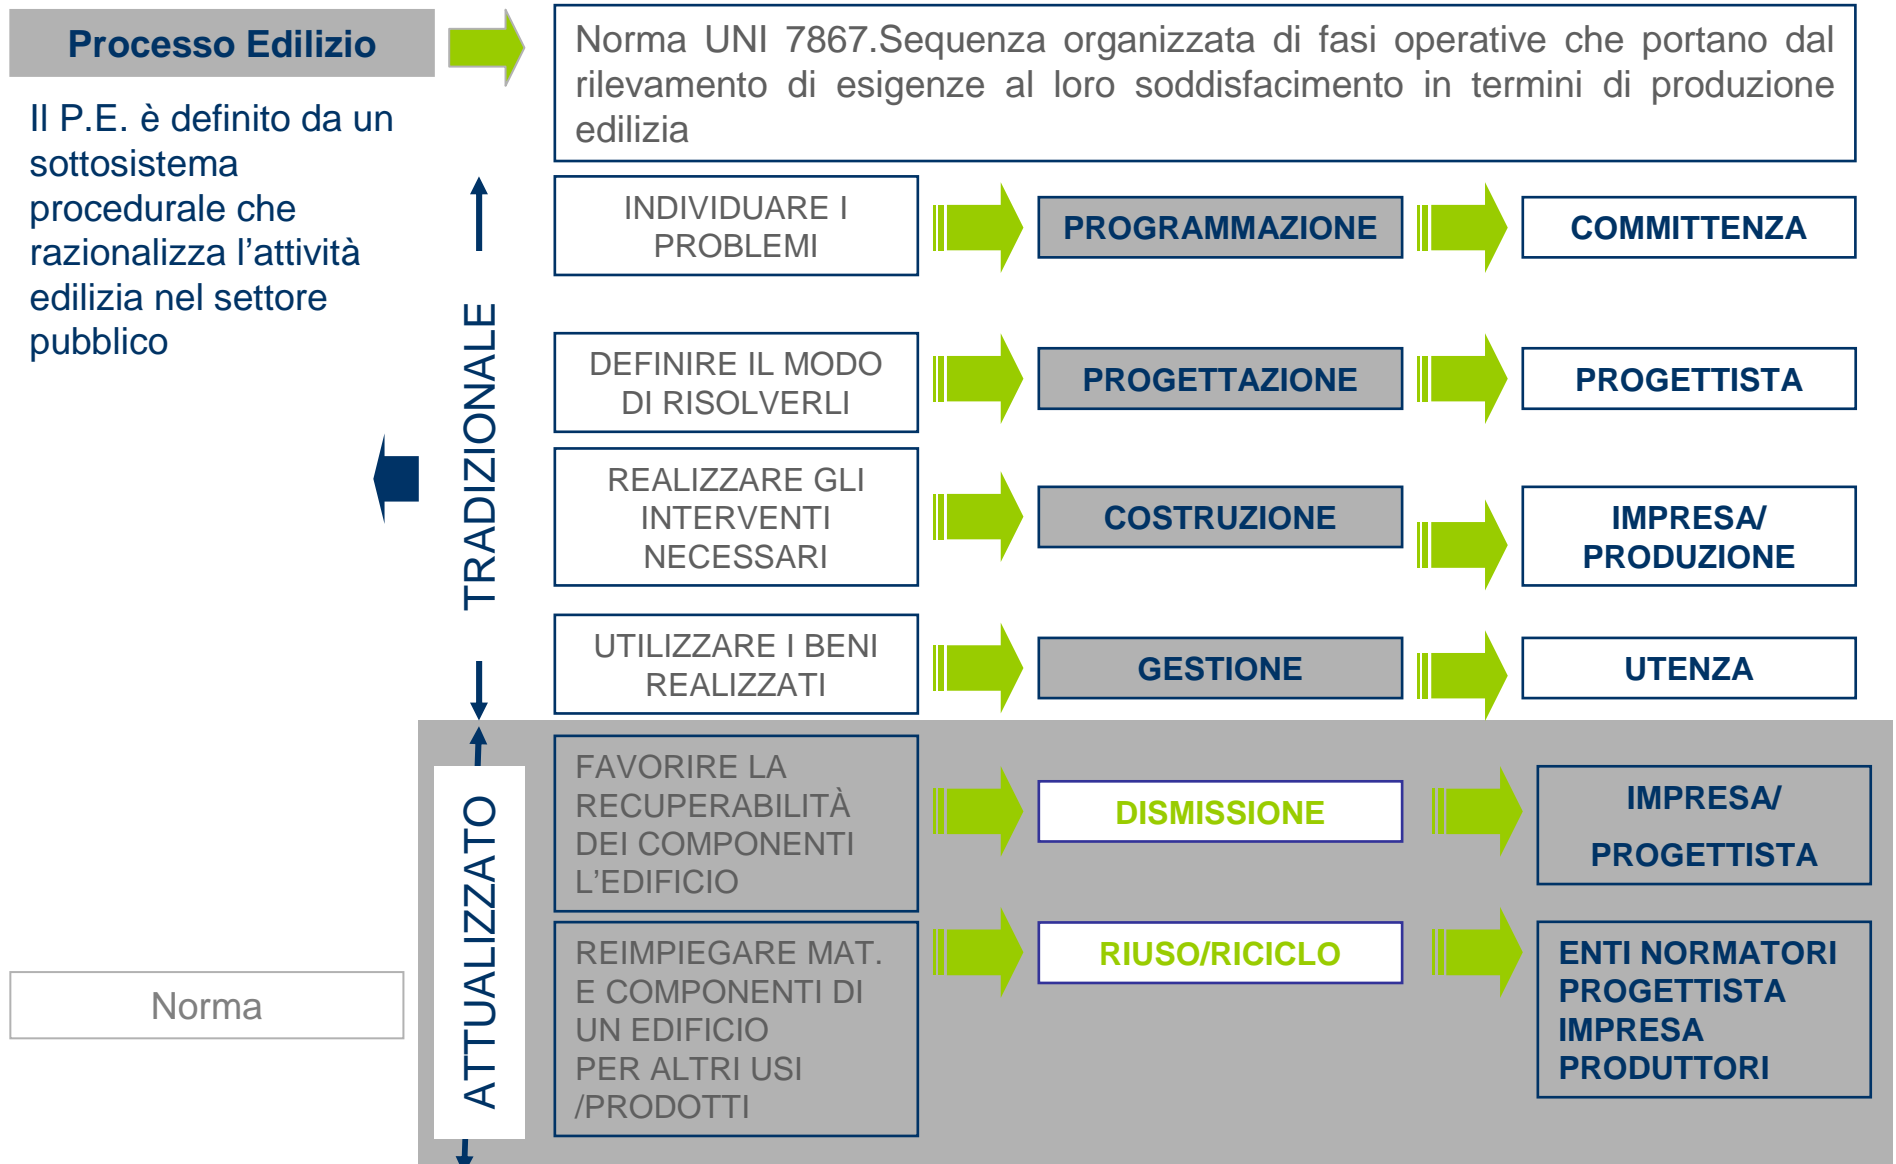 Processo Edilizio
Norma UNI 7867.Sequenza organizzata di fasi operative che portano dal
rilevamento di esigenze al loro soddisfacimento in termini di produzione
edilizia
Il P.E. è definito da un
sottosistema
procedurale che
razionalizza l’attività
edilizia nel settore
pubblico
TRADIZIONALE
INDIVIDUARE I
PROBLEMI
PROGRAMMAZIONE
COMMITTENZA
DEFINIRE IL MODO
DI RISOLVERLI
PROGETTAZIONE
PROGETTISTA
REALIZZARE GLI
INTERVENTI
NECESSARI
COSTRUZIONE
IMPRESA/
PRODUZIONE
UTILIZZARE I BENI
REALIZZATI
GESTIONE
UTENZA
ATTUALIZZATO
FAVORIRE LA
RECUPERABILITÀ
DEI COMPONENTI
L’EDIFICIO
DISMISSIONE
IMPRESA/
PROGETTISTA
REIMPIEGARE MAT.
E COMPONENTI DI
UN EDIFICIO
PER ALTRI USI
/PRODOTTI
RIUSO/RICICLO
ENTI NORMATORI
PROGETTISTA
IMPRESA
PRODUTTORI
Norma